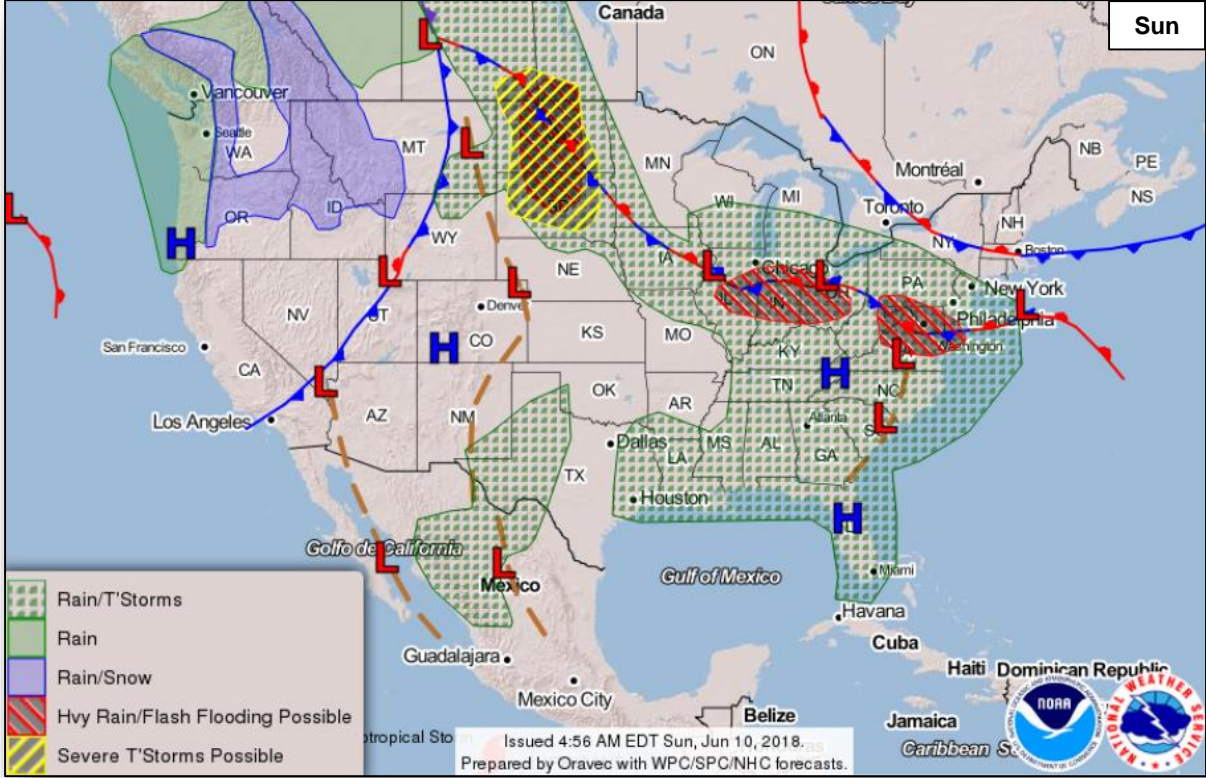 Sun
Canada
ON
Vancouver
Seattle
WA
MT
MN
Montréal
NB
PE
NS
OR
ID
WI
MI
Toronto
NH
NY
Boston
L
L
L
H
WY
IA
Chicago
L
L
L
L
NE
PA
New York
L
NV
UT
Denve
IL
IN
OH
Philadelphia
San Francisco
H
CO
KS
MO
Washington
L
CA
L
KY
H
TN
NC
Los Angeles
AZ
NM
OK
AR
Atlanta
L
Dallas
LA
MS
AL
GA
TX
Houston
H
Golfo de California
L
L
México
Gulf of Mexico
Miami
Havana
Cuba
Guadalajara
Haiti
Dominican Republic
Mexico City
Belize
Jamaica
Caribbean S
Rain/T'Storms
Rain
Rain/Snow
Hvy Rain/Flash Flooding Possible
Severe T'Storms Possible
Issued 4:56 AM EDT Sun, Jun 10, 2018.
Prepared by Oravec with WPC/SPC/NHC forecasts.
NOAA
NATIONAL WEATHER SERVICE